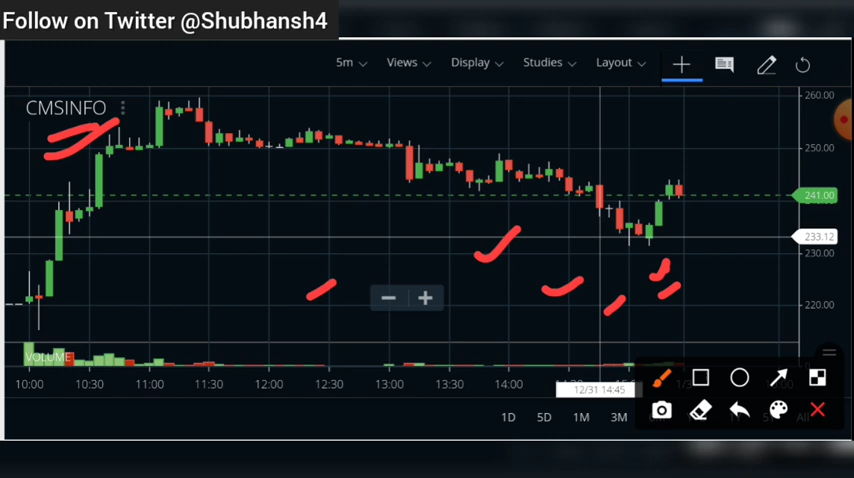 Follow on Twitter @Shubhansh4
5m Views Display Studies Layout
CMSINFO
260.00
250.00
241.00
233.12
230.00
220.00
VOLUME
10:00 10:30 11:00 11:30 12:00 12:30 13:00 13:30 14:00
12/31 14:45
1D 5D 1M 3M All